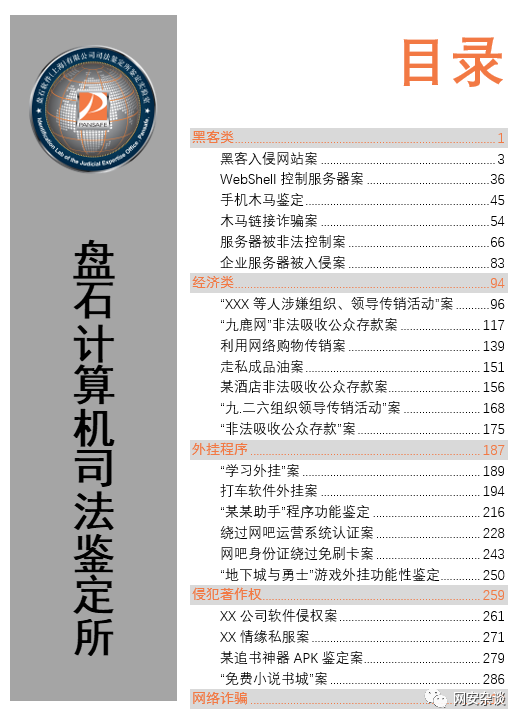 盘石软件(上海)有限公司司法鉴定所鉴定实验室
PANSAFE
Identification Lab of the Judicial Expertise Office Pansafe
盘石计算机司法鉴定所
目录
黑客类 1
黑客入侵网站案 3
WebShell 控制服务器案 36
手机木马鉴定 45
木马链接诈骗案 54
服务器被非法控制案 66
企业服务器被入侵案 83
经济类 94
“XXX 等人涉嫌组织、领导传销活动”案 96
“九鹿网”非法吸收公众存款案 117
利用网络购物传销案 139
走私成品油案 151
某酒店非法吸收公众存款案 156
“九.二六组织领导传销活动”案 168
“非法吸收公众存款”案 175
外挂程序 187
“学习外挂”案 189
打车软件外挂案 194
“某某助手”程序功能鉴定 216
绕过网吧运营系统认证案 228
网吧身份证绕过免刷卡案 243
“地下城与勇士”游戏外挂功能性鉴定 250
侵犯著作权 259
XX 公司软件侵权案 261
XX 情缘私服案 271
某追书神器 APK 鉴定案 279
“免费小说书城”案 286
网络诈骗
网安杂谈